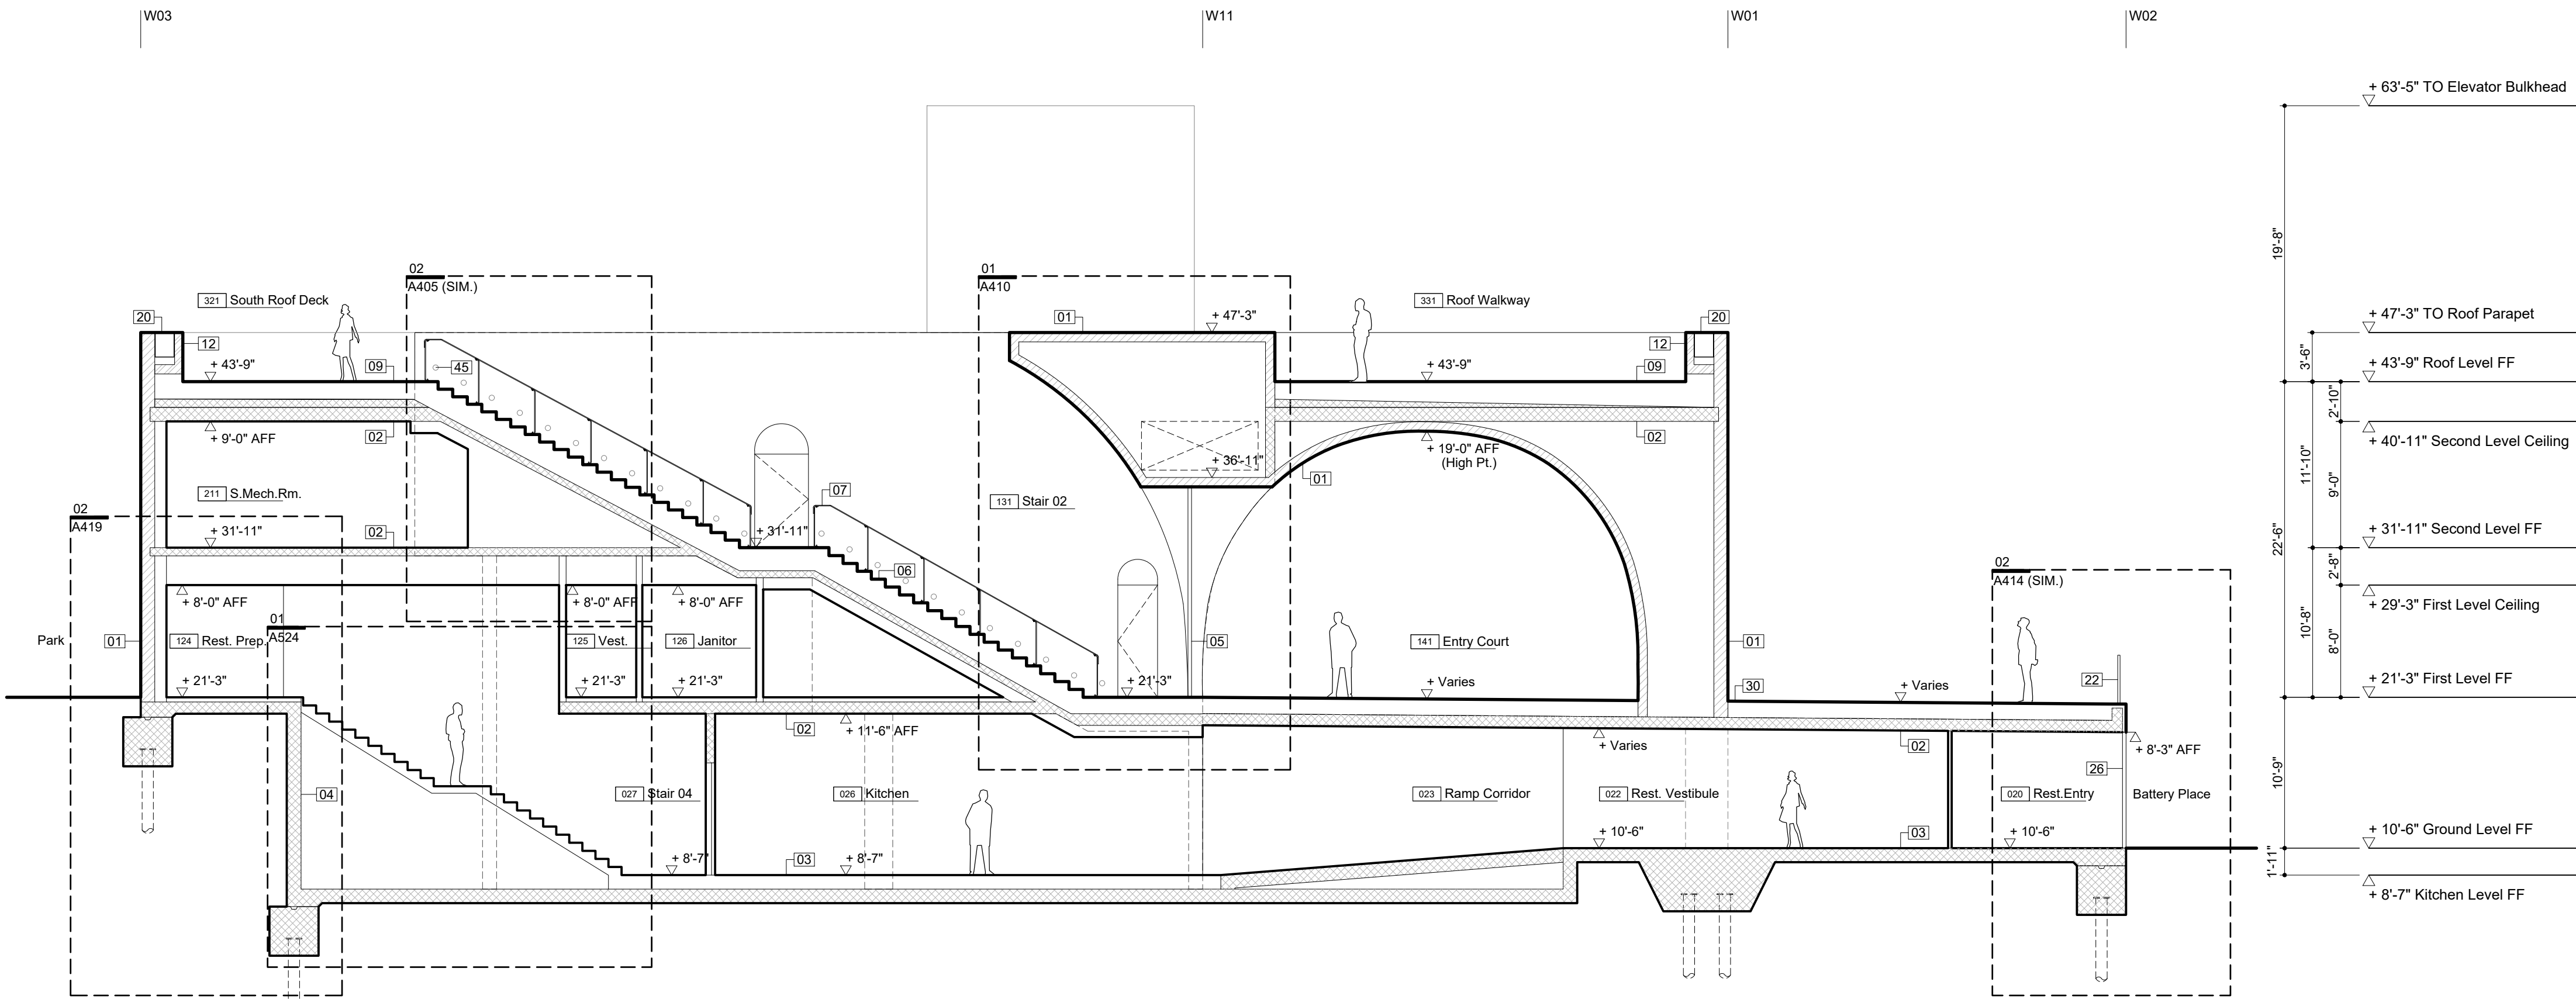 W03
W11
W01
W02
+ 63'-5" TO Elevator Bulkhead
19'-8"
02
A405 (SIM.)
01
A410
321 South Roof Deck
331 Roof Walkway
20
01
+ 47'-3"
20
+ 47'-3" TO Roof Parapet
12
12
3'-6"
+ 43'-9"
09
45
+ 43'-9"
09
+ 43'-9" Roof Level FF
2'-10"
+ 9'-0" AFF
02
02
+ 40'-11" Second Level Ceiling
+ 19'-0" AFF
(High Pt.)
+ 36'-11"
01
11'-10"
9'-0"
211 S.Mech.Rm.
07
131 Stair 02
02
A419
+ 31'-11"
02
+ 31'-11"
+ 31'-11" Second Level FF
22'-6"
2'-8"
06
02
A414 (SIM.)
+ 8'-0" AFF
+ 8'-0" AFF
+ 8'-0" AFF
+ 29'-3" First Level Ceiling
01
A524
Park
01
124 Rest. Prep.
125 Vest.
126 Janitor
05
141 Entry Court
01
10'-8"
8'-0"
+ 21'-3"
+ 21'-3"
+ 21'-3"
+ 21'-3"
+ Varies
30
+ Varies
22
+ 21'-3" First Level FF
02
+ 11'-6" AFF
+ Varies
02
+ 8'-3" AFF
26
10'-9"
04
027 Stair 04
026 Kitchen
023 Ramp Corridor
022 Rest. Vestibule
020 Rest.Entry
Battery Place
+ 10'-6"
03
+ 10'-6"
+ 10'-6" Ground Level FF
+ 8'-7"
03
+ 8'-7"
1'-11"
+ 8'-7" Kitchen Level FF